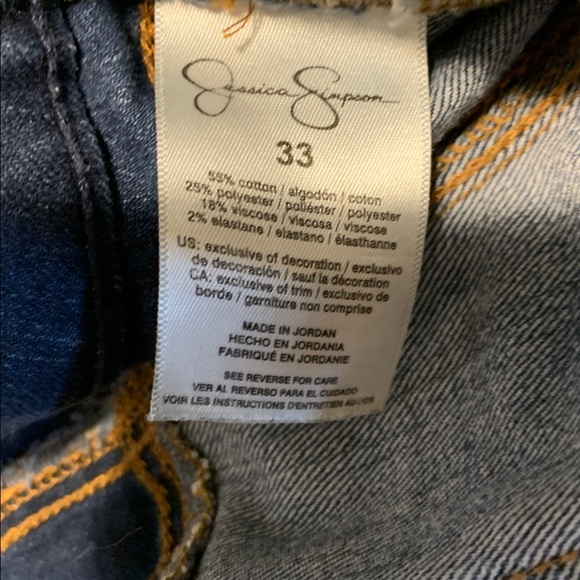 Jessica Simpson
33
55% cotton / algodón / coton
25% polyester / poliéster / polyester
18% viscose / viscosa / viscose
2% elastane / elastano / élasthanne
US: exclusive of decoration / exclusivo
de decoración / sauf la décoration
CA: exclusive of trim / exclusivo de
borde / garniture non comprise
MADE IN JORDAN
HECHO EN JORDANIA
FABRIQUÉ EN JORDANIE
SEE REVERSE FOR CARE
VER AL REVERSO PARA EL CUIDADO
VOIR LES INSTRUCTIONS D'ENTRETIEN AU DOS